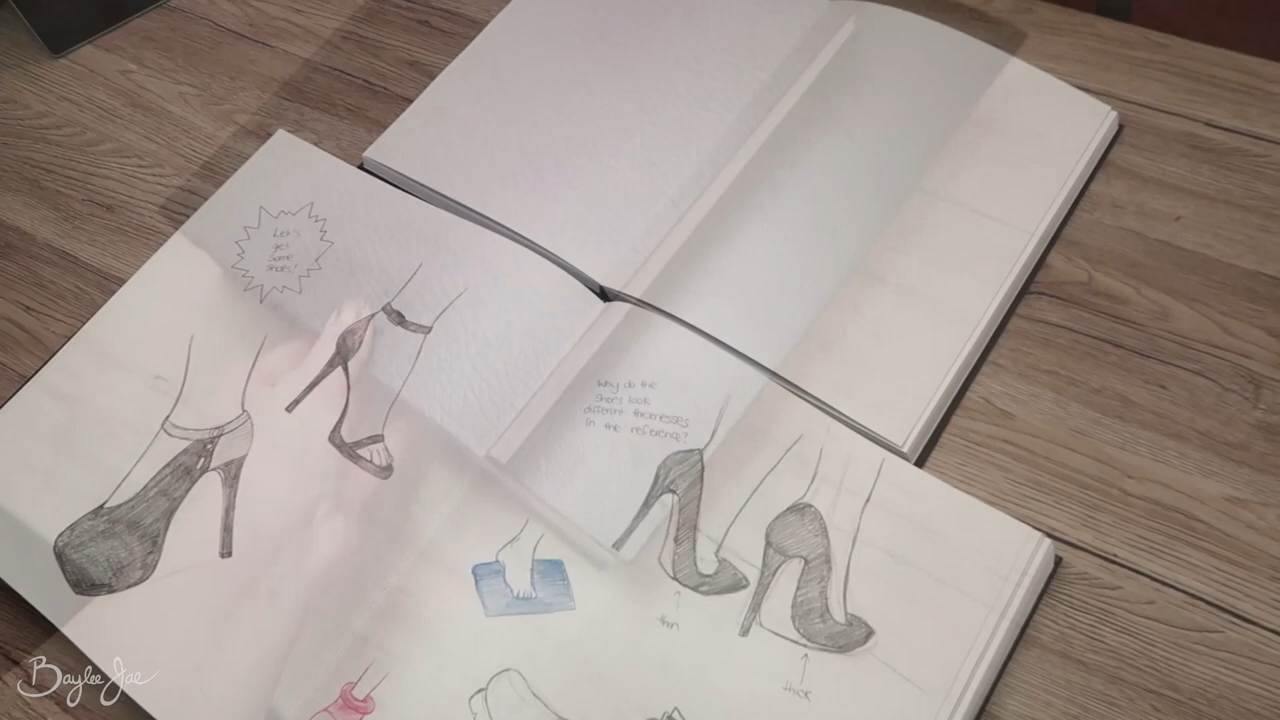 Let's
get
some
shoes!
Why do the
shoes look
different thicknesses
in the reference?
thin
thick
Baylee Jae